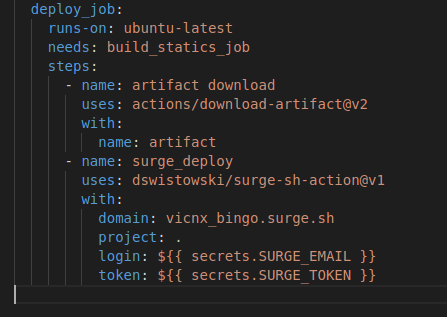 deploy_job:
runs-on: ubuntu-latest
needs: build_statics_job
steps:
- name: artifact download
uses: actions/download-artifact@v2
with:
name: artifact
- name: surge_deploy
uses: dswistowski/surge-sh-action@v1
with:
domain: vicnx_bingo.surge.sh
project: .
login: ${{ secrets.SURGE_EMAIL }}
token: ${{ secrets.SURGE_TOKEN }}